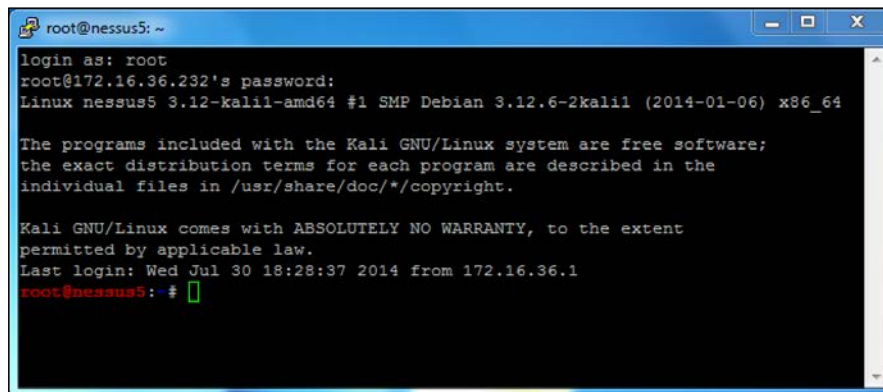 root@nessus5: ~
login as: root
root@172.16.36.232's password:
Linux nessus5 3.12-kali1-amd64 #1 SMP Debian 3.12.6-2kali1 (2014-01-06) x86_64
The programs included with the Kali GNU/Linux system are free software;
the exact distribution terms for each program are described in the
individual files in /usr/share/doc/*/copyright.
Kali GNU/Linux comes with ABSOLUTELY NO WARRANTY, to the extent
permitted by applicable law.
Last login: Wed Jul 30 18:28:37 2014 from 172.16.36.1
root@nessus5:~#